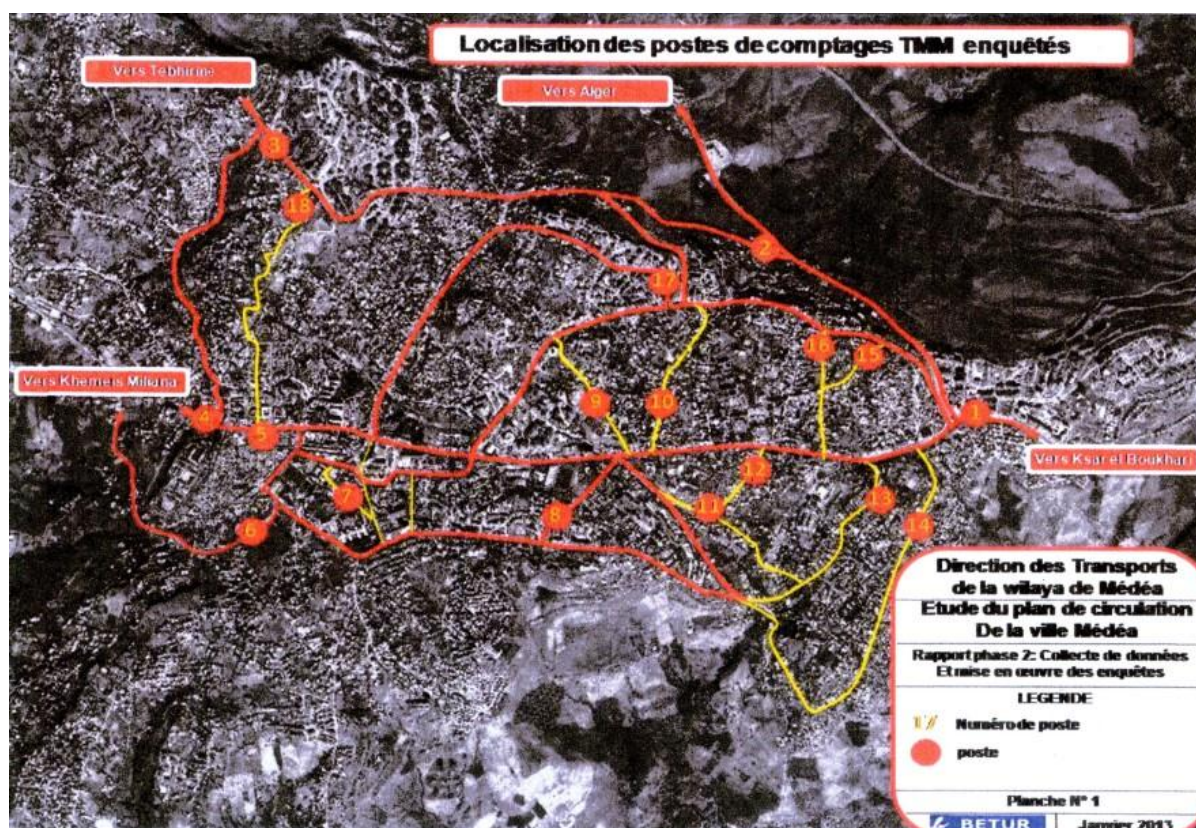 Localisation des postes de comptages TMM enquêtés
Vers Tebhirine
Vers Alger
3
18
2
17
16
15
Vers Khemeis Miliana
9
10
1
4
5
Vers Ksar el Boukhari
12
7
11
13
8
14
6
Direction des Transports
de la wilaya de Médéa
Etude du plan de circulation
De la ville Médéa
Rapport phase 2: Collecte de données
Et mise en œuvre des enquêtes
LEGENDE
17 Numéro de poste
poste
Planche N° 1
BETUR Janvier 2013